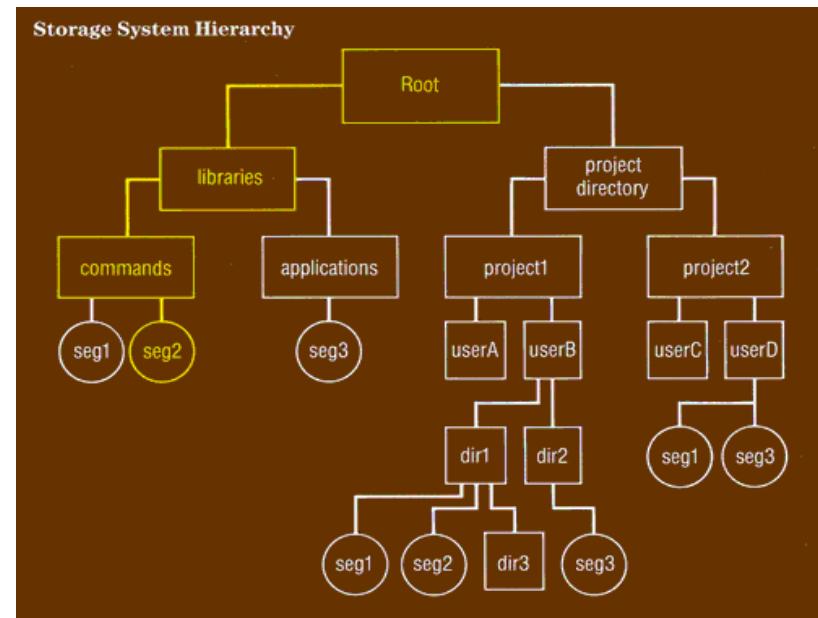 Storage System Hierarchy
Root
libraries
project
directory
commands
applications
project1
project2
seg1
seg2
seg3
userA
userB
userC
userD
dir1
dir2
seg1
seg3
seg1
seg2
dir3
seg3